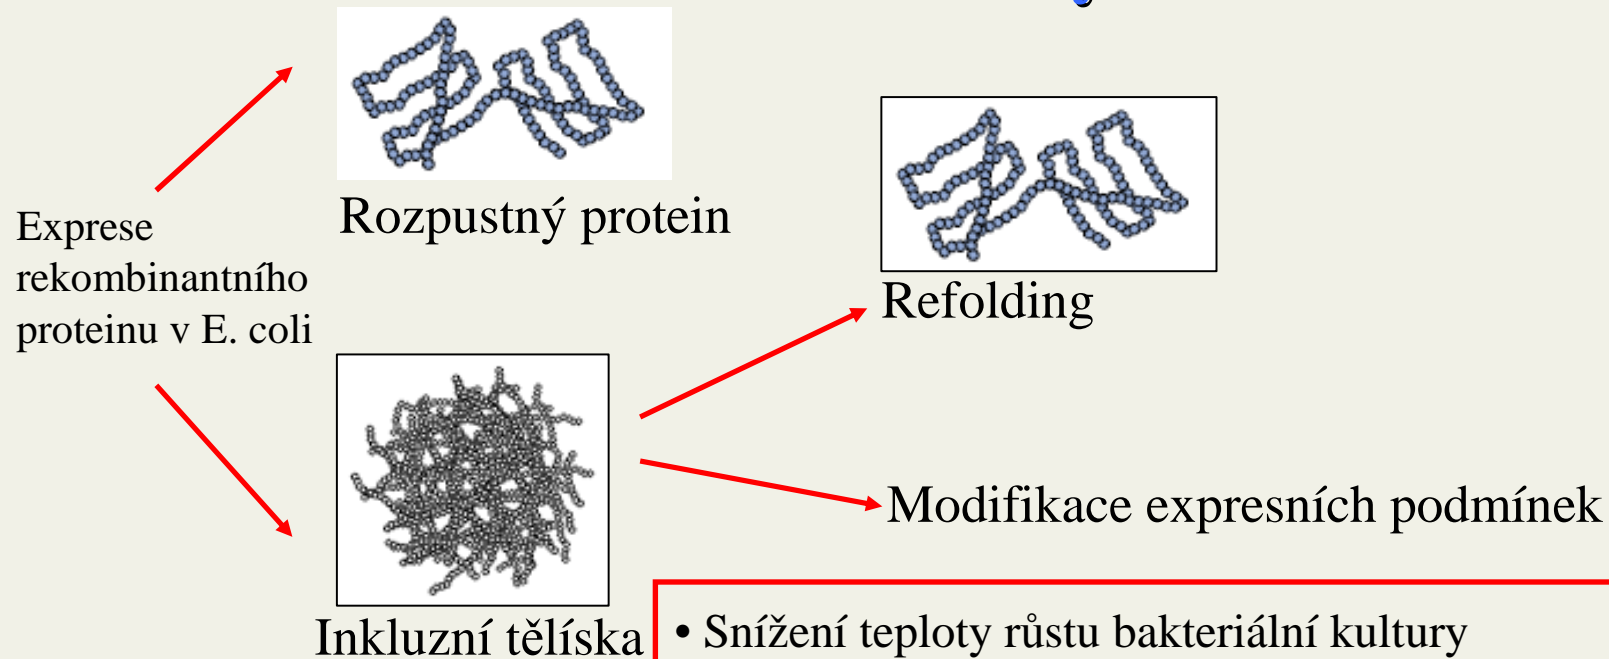 Exprese
rekombinantního
proteinu v E. coli
Rozpustný protein
Refolding
Modifikace expresních podmínek
Inkluzní tělíska
• Snížení teploty růstu bakteriální kultury